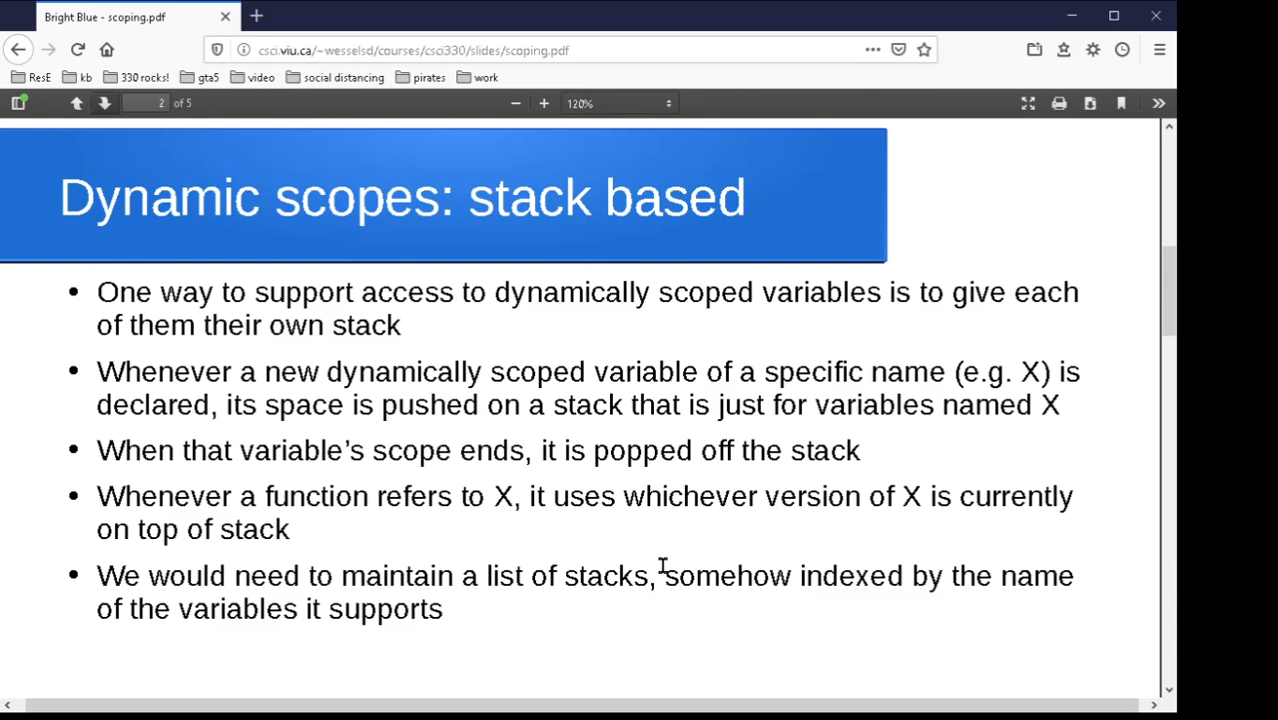 Bright Blue - scoping.pdf
csci.viu.ca/~wesselsd/courses/csci330/slides/scoping.pdf
ResE kb 330 rocks! gta5 video social distancing pirates work
2 of 5 120%
Dynamic scopes: stack based
• One way to support access to dynamically scoped variables is to give each
of them their own stack
• Whenever a new dynamically scoped variable of a specific name (e.g. X) is
declared, its space is pushed on a stack that is just for variables named X
• When that variable’s scope ends, it is popped off the stack
• Whenever a function refers to X, it uses whichever version of X is currently
on top of stack
• We would need to maintain a list of stacks, somehow indexed by the name
of the variables it supports